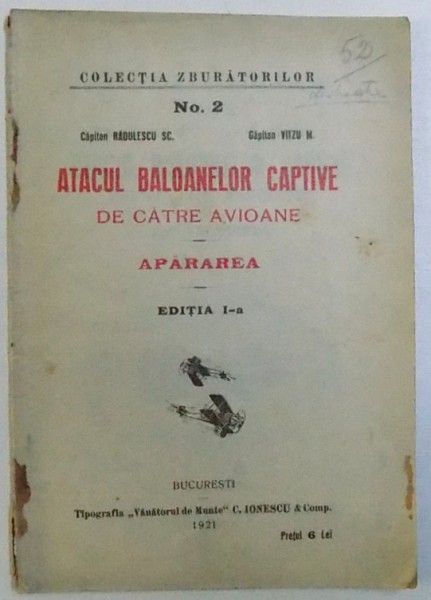 52
COLECȚIA ZBURĂTORILOR
No. 2
Căpitan RĂDULESCU SC. Căpitan VITZU M.
ATACUL BALOANELOR CAPTIVE
DE CĂTRE AVIOANE
APĂRAREA
EDIȚIA I-a
BUCUREȘTI
Tipografia „Vânătorul de Munte“ C. IONESCU & Comp.
1921
Prețul 6 Lei